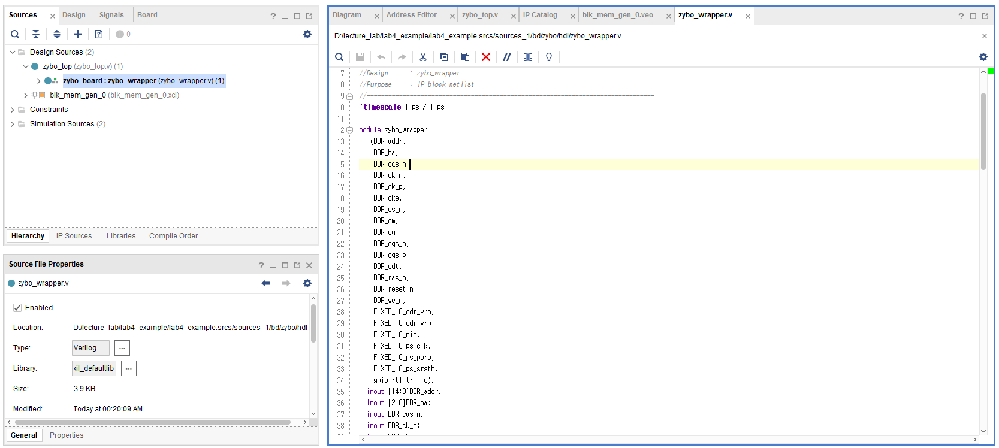 Sources
Design
Signals
Board
? _
0
Design Sources (2)
zybo_top (zybo_top.v) (1)
zybo_board : zybo_wrapper (zybo_wrapper.v) (1)
blk_mem_gen_0 (blk_mem_gen_0.xci)
Constraints
Simulation Sources (2)
Hierarchy
IP Sources
Libraries
Compile Order
Source File Properties
? _
zybo_wrapper.v
Enabled
Location: D:/lecture_lab/lab4_example/lab4_example.srcs/sources_1/bd/zybo/hdl
Type: Verilog ...
Library: xil_defaultlib ...
Size: 3.9 KB
Modified: Today at 00:20:09 AM
General
Properties
Diagram
Address Editor
zybo_top.v
IP Catalog
blk_mem_gen_0.veo
zybo_wrapper.v
?
D:/lecture_lab/lab4_example/lab4_example.srcs/sources_1/bd/zybo/hdl/zybo_wrapper.v
7 //Design : zybo_wrapper
8 //Purpose : IP block netlist
9 //--------------------------------------------------------------------------------
10 `timescale 1 ps / 1 ps
11
12 module zybo_wrapper
13 (DDR_addr,
14 DDR_ba,
15 DDR_cas_n,
16 DDR_ck_n,
17 DDR_ck_p,
18 DDR_cke,
19 DDR_cs_n,
20 DDR_dm,
21 DDR_dq,
22 DDR_dqs_n,
23 DDR_dqs_p,
24 DDR_odt,
25 DDR_ras_n,
26 DDR_reset_n,
27 DDR_we_n,
28 FIXED_IO_ddr_vrn,
29 FIXED_IO_ddr_vrp,
30 FIXED_IO_mio,
31 FIXED_IO_ps_clk,
32 FIXED_IO_ps_porb,
33 FIXED_IO_ps_srstb,
34 gpio_rtl_tri_io);
35 inout [14:0]DDR_addr;
36 inout [2:0]DDR_ba;
37 inout DDR_cas_n;
38 inout DDR_ck_n;